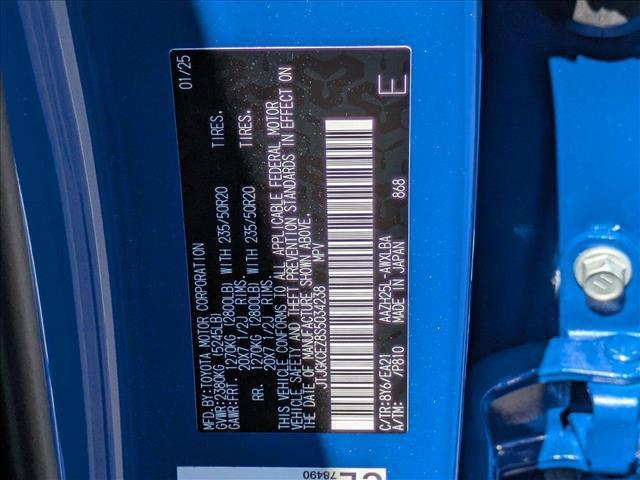 MFD.BY:TOYOTA MOTOR CORPORATION 01/25
GVWR:2380KG(5245LB)
GAWR:FRT. 1270KG(2800LB) WITH 235/50R20 TIRES.
20X7 1/2J RIMS.
RR. 1270KG(2800LB) WITH 235/50R20 TIRES.
20X7 1/2J RIMS.
THIS VEHICLE CONFORMS TO ALL APPLICABLE FEDERAL MOTOR
VEHICLE SAFETY AND THEFT PREVENTION STANDARDS IN EFFECT ON
THE DATE OF MANUFACTURE SHOWN ABOVE.
JTJGKCEZ8S5034238 MPV
C/TR:8Y6/EA21 AAZH25L-AWXLBA E
A/TM: /P810 MADE IN JAPAN 868
78490